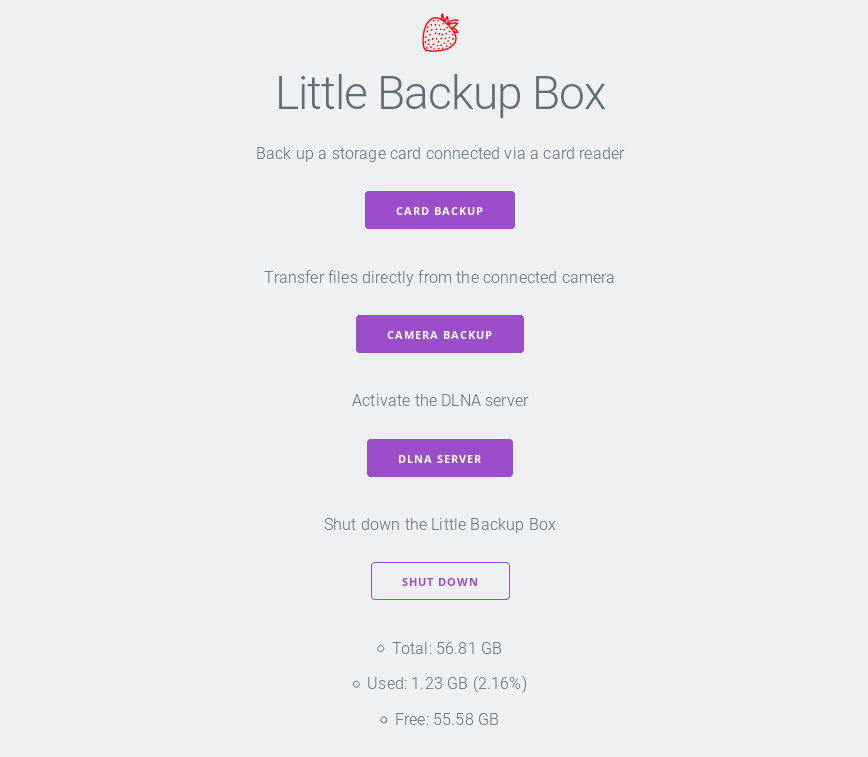 Little Backup Box
Back up a storage card connected via a card reader
CARD BACKUP
Transfer files directly from the connected camera
CAMERA BACKUP
Activate the DLNA server
DLNA SERVER
Shut down the Little Backup Box
SHUT DOWN
Total: 56.81 GB
Used: 1.23 GB (2.16%)
Free: 55.58 GB